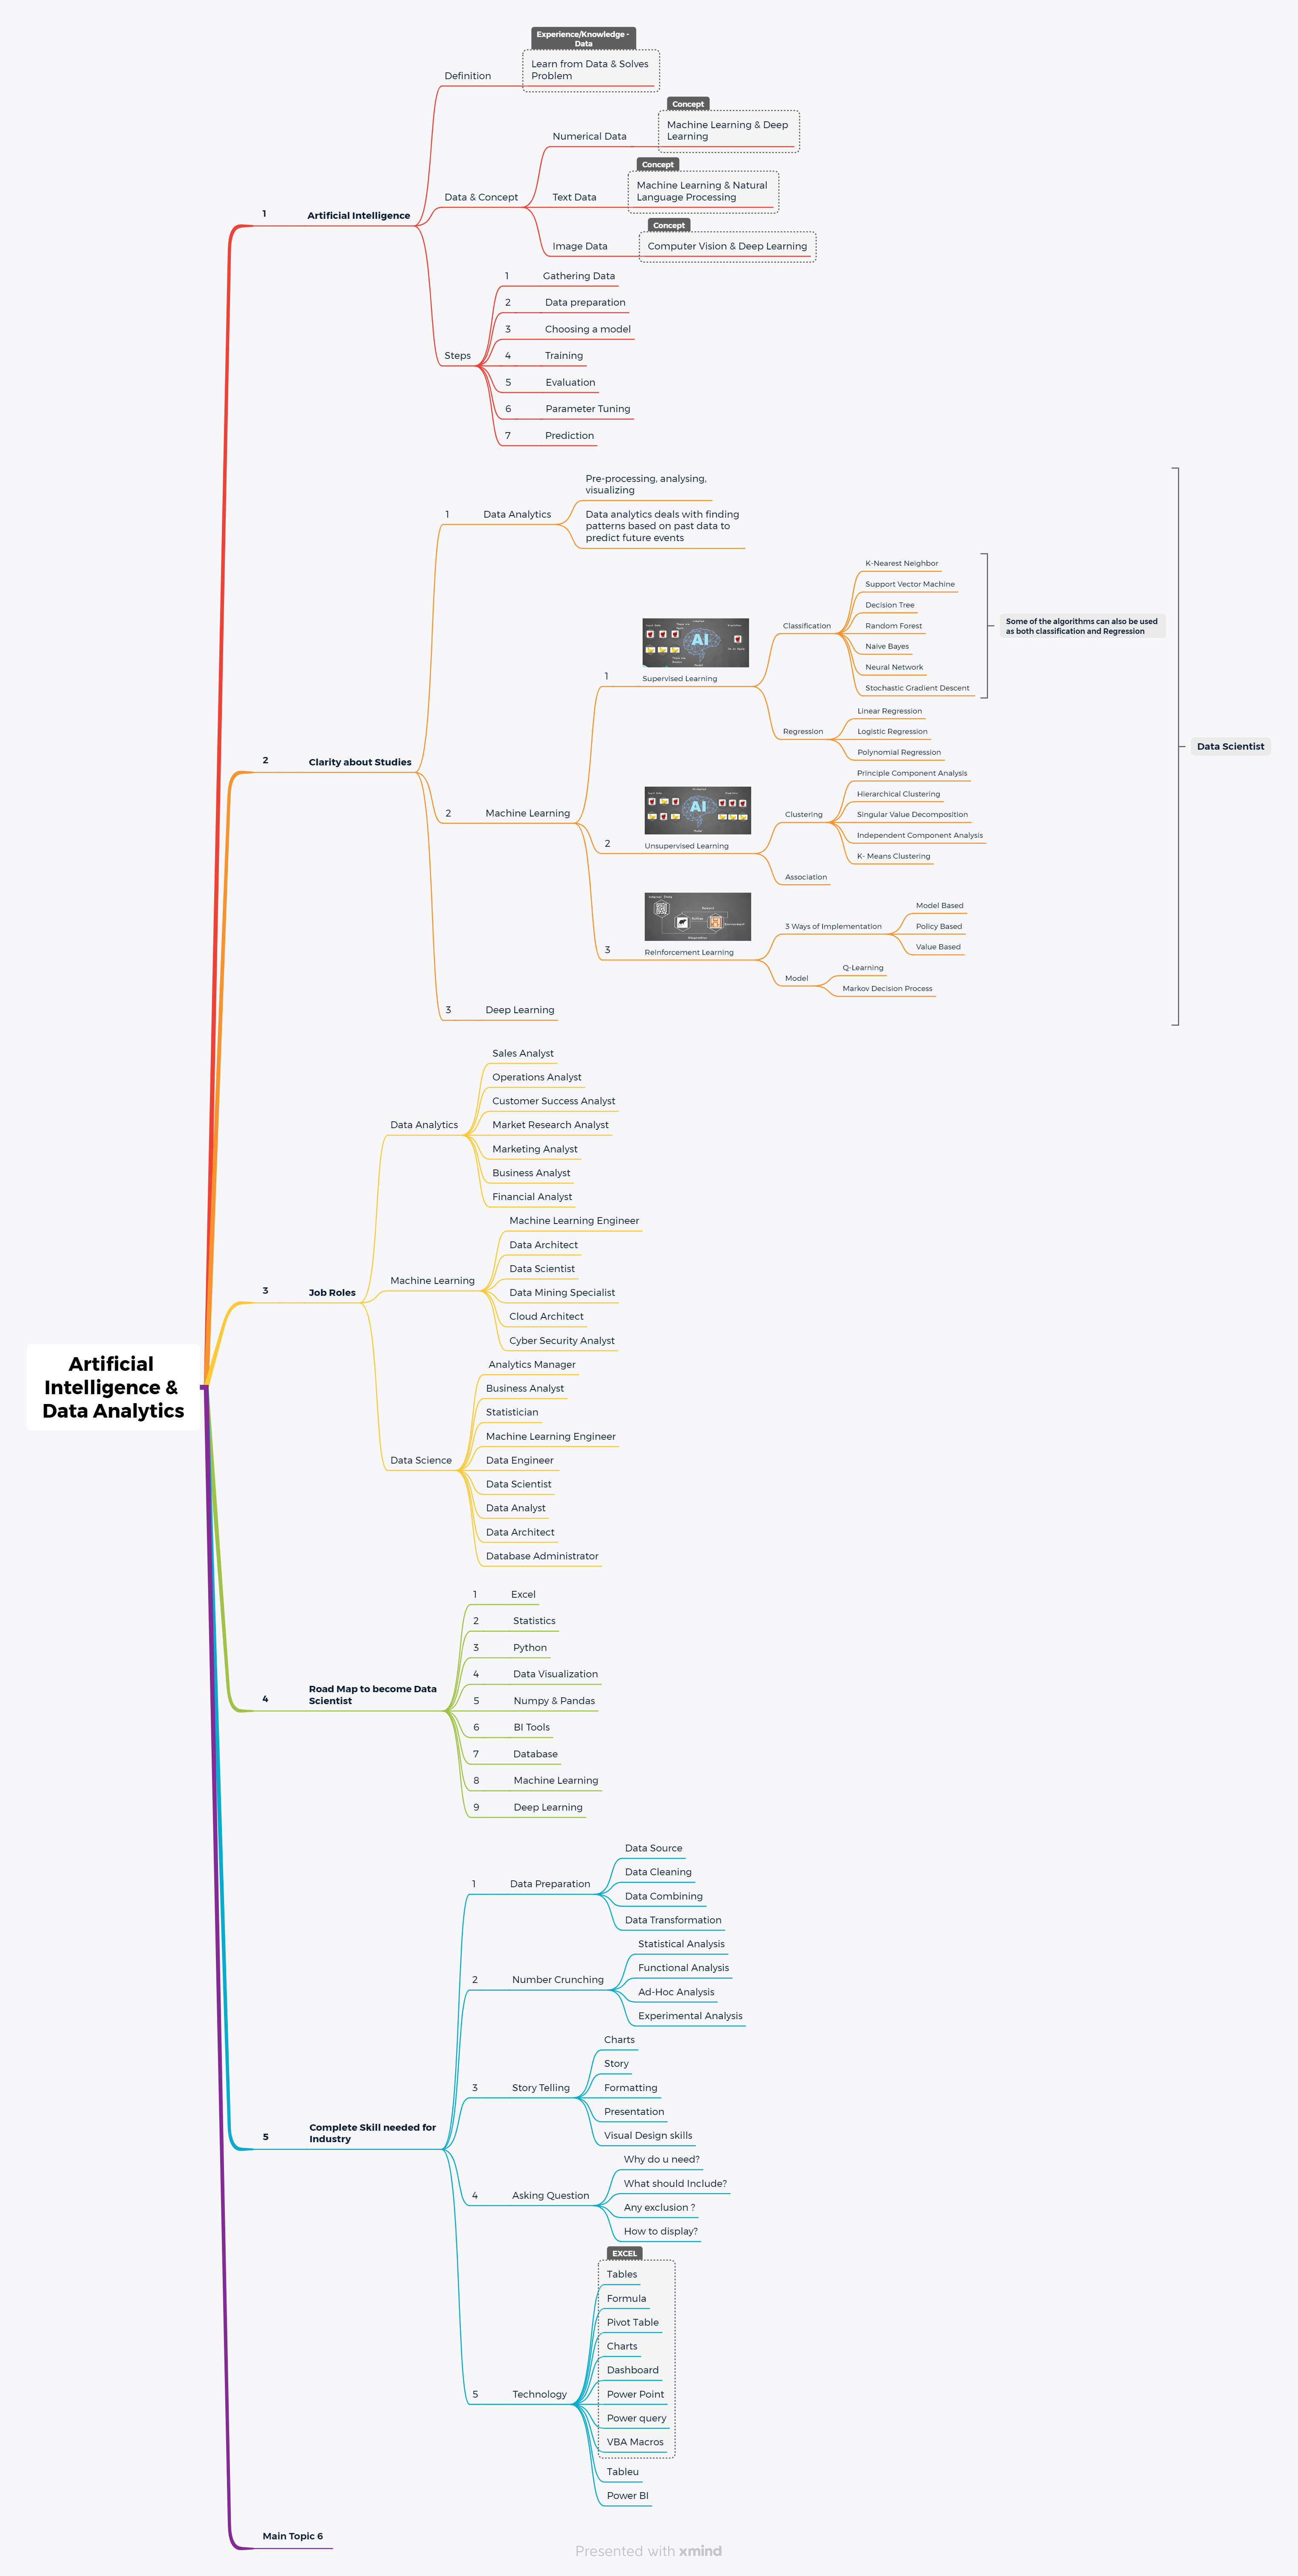 Experience/Knowledge -
Data
Learn from Data & Solves
Problem
Definition
Concept
Machine Learning & Deep
Learning
Numerical Data
Concept
Machine Learning & Natural
Language Processing
Data & Concept
Text Data
1
Artificial Intelligence
Concept
Image Data
Computer Vision & Deep Learning
1
Gathering Data
2
Data preparation
3
Choosing a model
Steps
4
Training
5
Evaluation
6
Parameter Tuning
7
Prediction
Pre-processing, analysing,
visualizing
1
Data Analytics
Data analytics deals with finding
patterns based on past data to
predict future events
K-Nearest Neighbor
Support Vector Machine
Decision Tree
Classification
Random Forest
Some of the algorithms can also be used
as both classification and Regression
Naive Bayes
AI
Neural Network
1
Supervised Learning
Stochastic Gradient Descent
Linear Regression
Regression
Logistic Regression
Polynomial Regression
Data Scientist
2
Clarity about Studies
Principle Component Analysis
Hierarchical Clustering
AI
2
Machine Learning
Clustering
Singular Value Decomposition
Independent Component Analysis
2
Unsupervised Learning
K- Means Clustering
Association
Model Based
3 Ways of Implementation
Policy Based
Value Based
3
Reinforcement Learning
Q-Learning
Model
Markov Decision Process
3
Deep Learning
Sales Analyst
Operations Analyst
Customer Success Analyst
Data Analytics
Market Research Analyst
Marketing Analyst
Business Analyst
Financial Analyst
Machine Learning Engineer
Data Architect
Data Scientist
Machine Learning
3
Job Roles
Data Mining Specialist
Cloud Architect
Cyber Security Analyst
Artificial
Intelligence &
Data Analytics
Analytics Manager
Business Analyst
Statistician
Machine Learning Engineer
Data Science
Data Engineer
Data Scientist
Data Analyst
Data Architect
Database Administrator
1
Excel
2
Statistics
3
Python
4
Data Visualization
4
Road Map to become Data
Scientist
5
Numpy & Pandas
6
BI Tools
7
Database
8
Machine Learning
9
Deep Learning
Data Source
Data Cleaning
1
Data Preparation
Data Combining
Data Transformation
Statistical Analysis
Functional Analysis
2
Number Crunching
Ad-Hoc Analysis
Experimental Analysis
Charts
Story
3
Story Telling
Formatting
Presentation
5
Complete Skill needed for
Industry
Visual Design skills
Why do u need?
What should Include?
4
Asking Question
Any exclusion ?
How to display?
EXCEL
Tables
Formula
Pivot Table
Charts
Dashboard
5
Technology
Power Point
Power query
VBA Macros
Tableu
Power BI
Main Topic 6
Presented with xmind